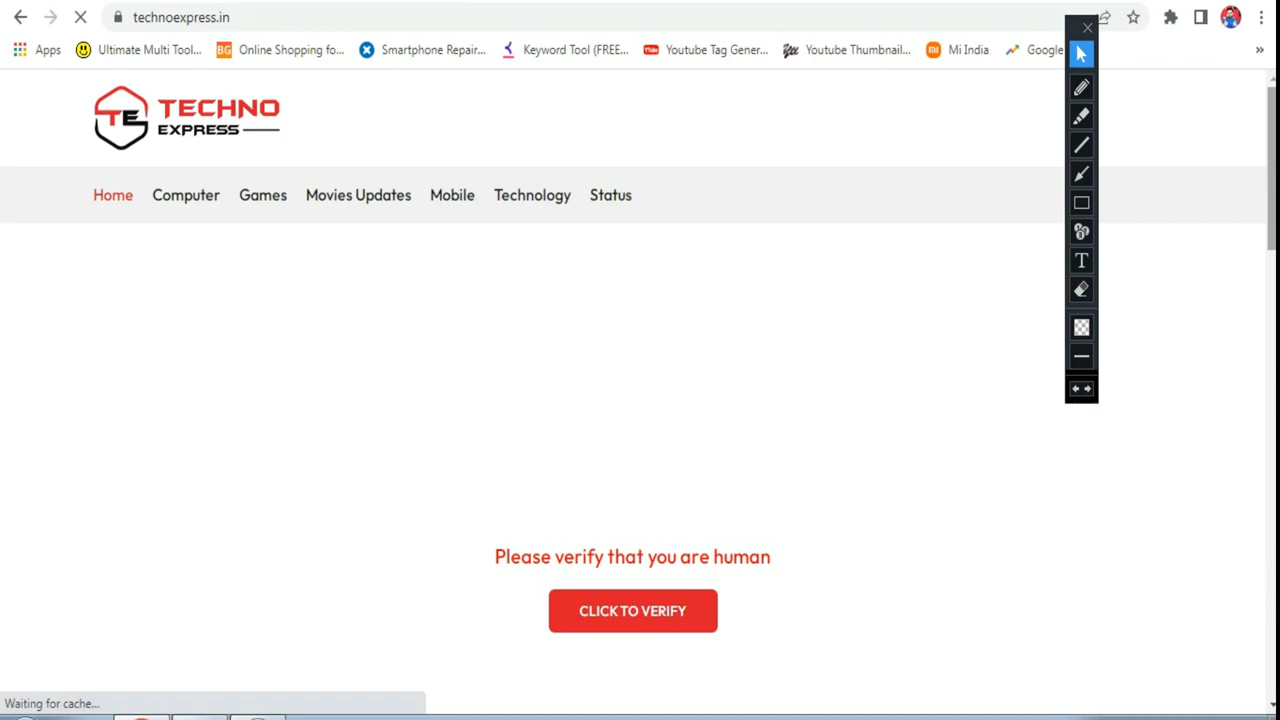 technoexpress.in
Apps Ultimate Multi Tool... BG Online Shopping fo... Smartphone Repair... Keyword Tool (FREE... Youtube Tag Gener... Youtube Thumbnail... Mi India Google »
TE TECHNO
EXPRESS
Home Computer Games Movies Updates Mobile Technology Status
T
Please verify that you are human
CLICK TO VERIFY
Waiting for cache...